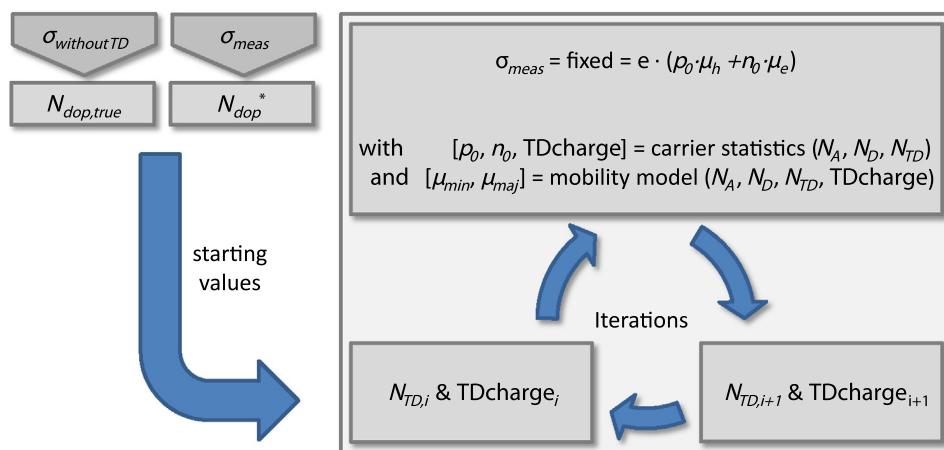 σwithoutTD
σmeas
Ndop,true
Ndop*
starting
values
σmeas = fixed = e · (p0·μh +n0·μe)
with [p0, n0, TDcharge] = carrier statistics (NA, ND, NTD)
and [μmin, μmaj] = mobility model (NA, ND, NTD, TDcharge)
Iterations
NTD,i & TDchargei
NTD,i+1 & TDchargei+1